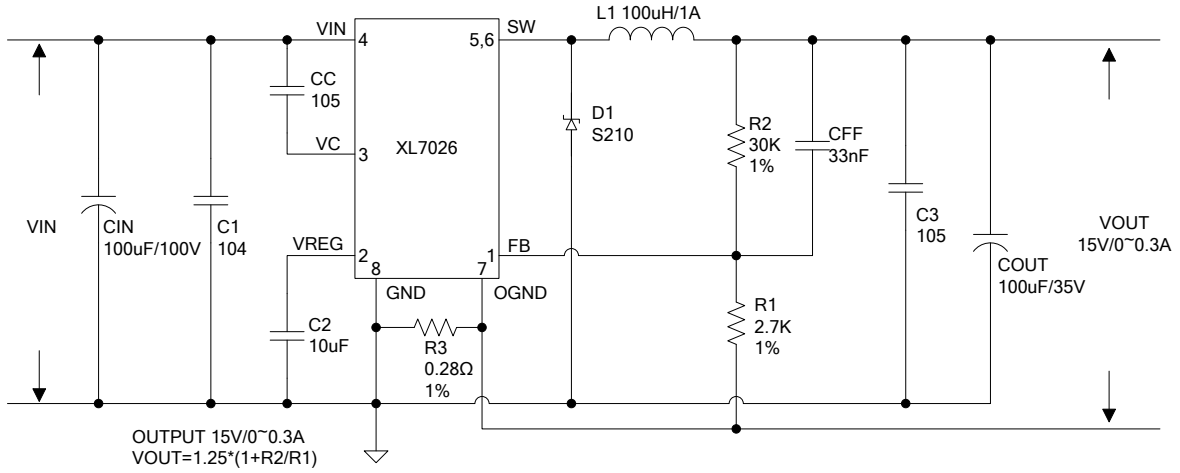 L1 100uH/1A
VIN
4
5,6
SW
CC
105
VC
3
XL7026
D1
S210
R2
30K
1%
CFF
33nF
VIN
CIN
100uF/100V
C1
104
C3
105
VOUT
15V/0~0.3A
VREG
2
1
FB
8
7
GND
OGND
COUT
100uF/35V
C2
10uF
R3
0.28Ω
1%
R1
2.7K
1%
OUTPUT 15V/0~0.3A
VOUT=1.25*(1+R2/R1)